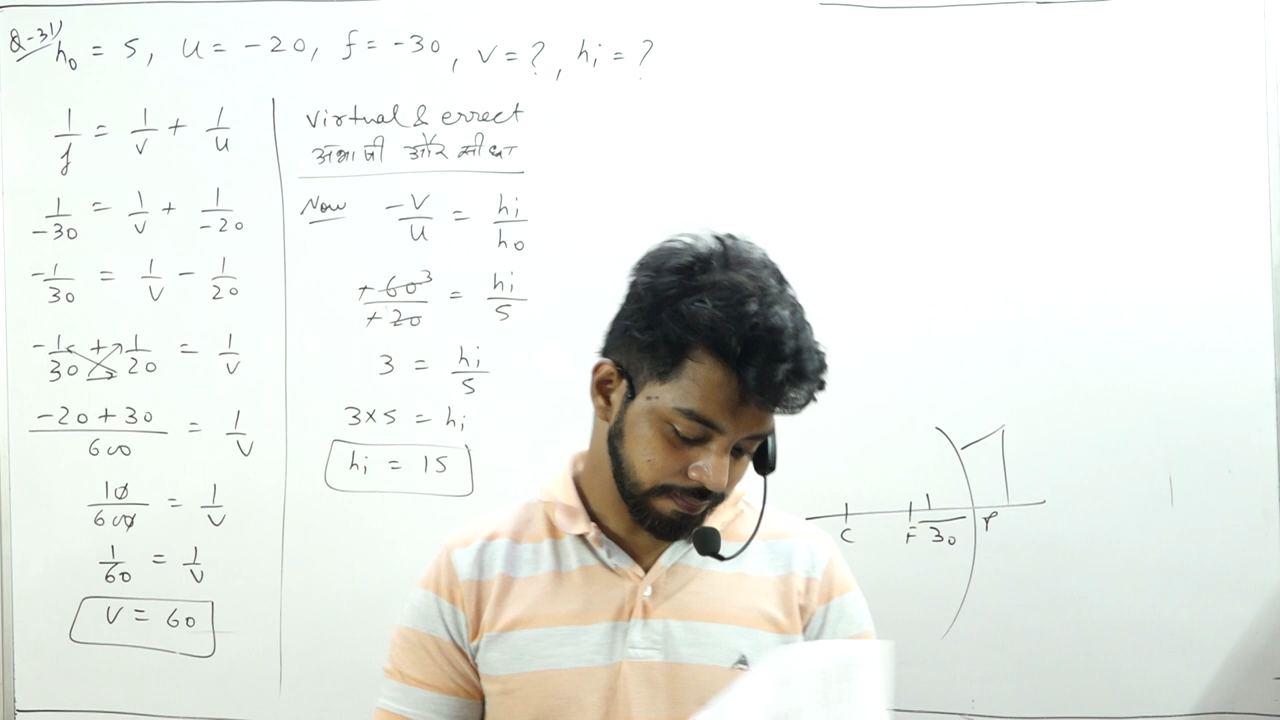 Q-31)
h₀ = 5, u = -20, f = -30, v = ?, hᵢ = ?
1/f = 1/v + 1/u
1/-30 = 1/v + 1/-20
-1/30 = 1/v - 1/20
-1/30 + 1/20 = 1/v
-20+30/600 = 1/v
10/600 = 1/v
1/60 = 1/v
v = 60
virtual & errect
आभाषी और सीधा
Now -v/u = hᵢ/h₀
+60³/+20 = hᵢ/5
3 = hᵢ/5
3×5 = hᵢ
hᵢ = 15
C F 30 P